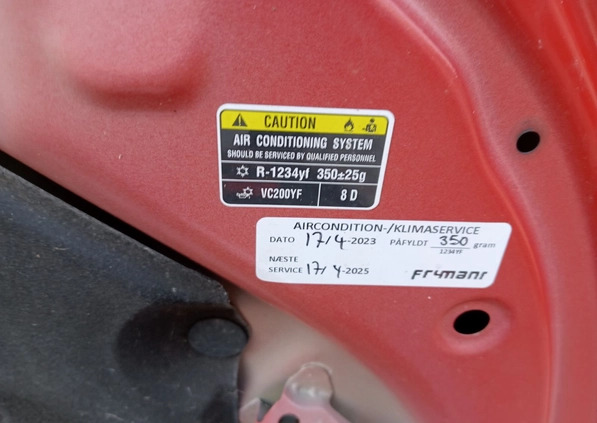 CAUTION
AIR CONDITIONING SYSTEM
SHOULD BE SERVICED BY QUALIFIED PERSONNEL
R-1234yf 350±25g
VC200YF 8 D
AIRCONDITION-/KLIMASERVICE
DATO 17/4-2023 PÅFYLDT 350 gram
1234YF
NÆSTE
SERVICE 17/4-2025 Frymanr